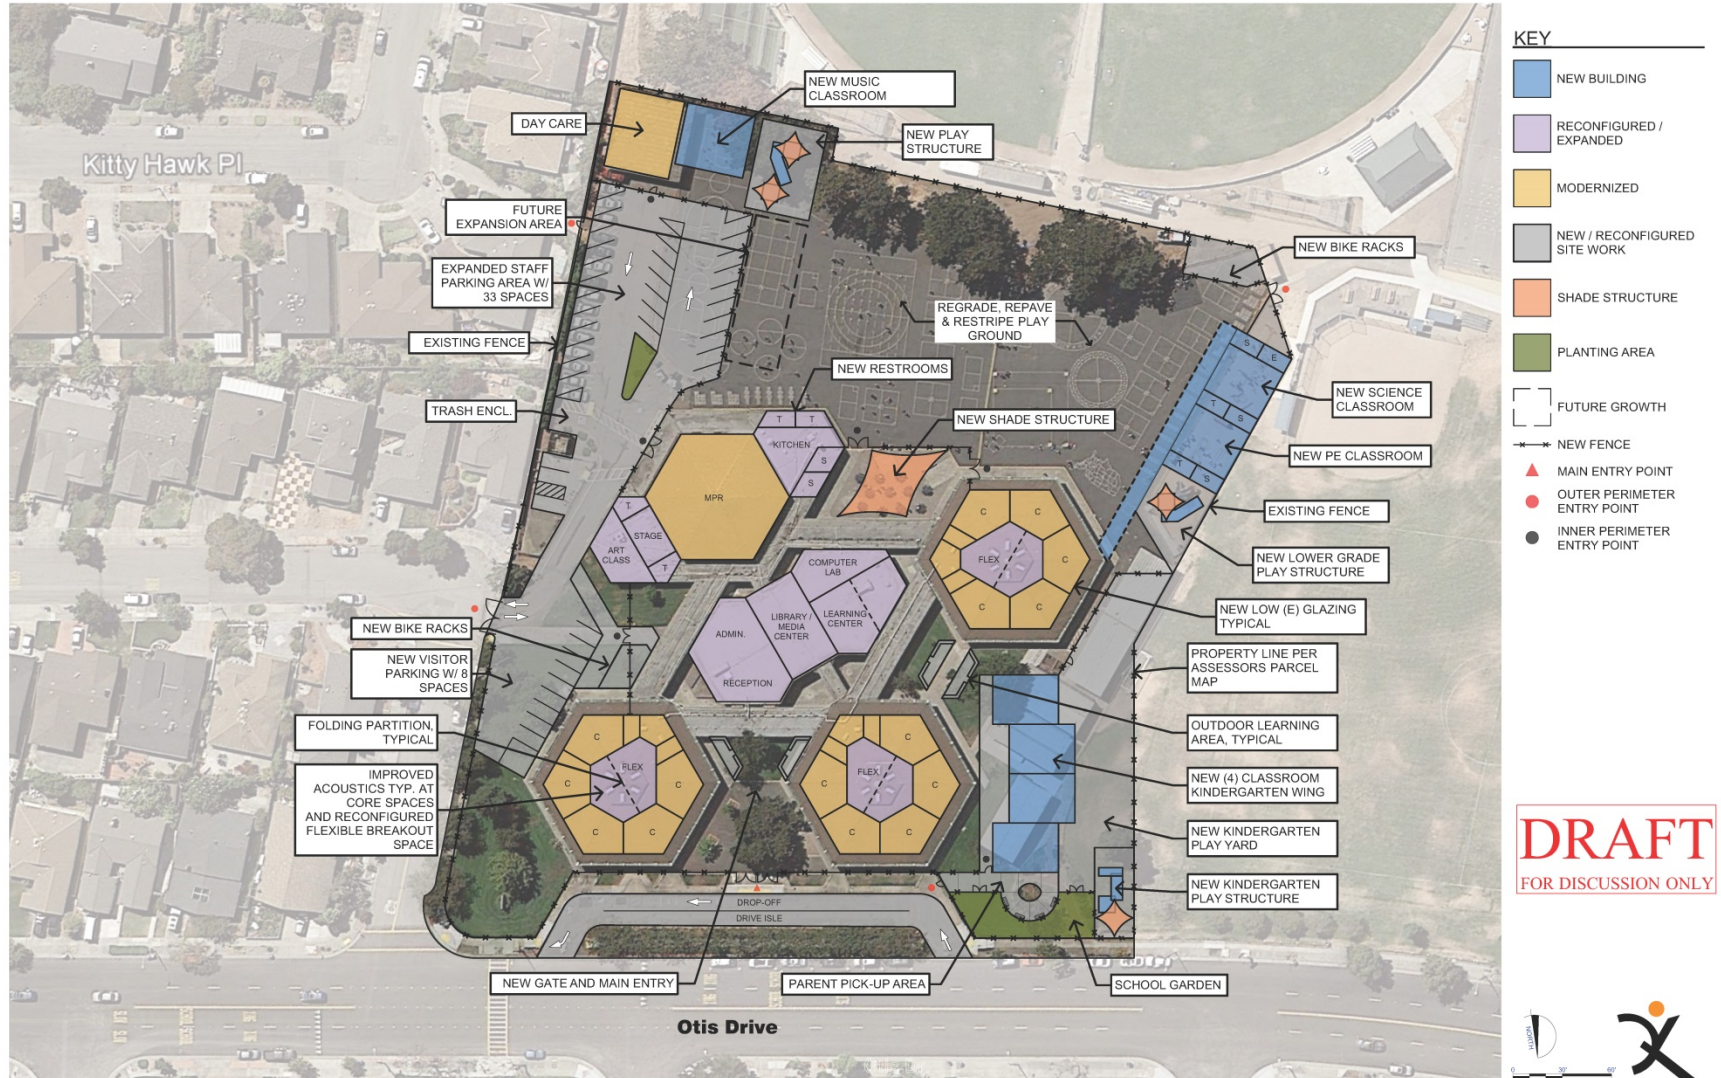 Kitty Hawk Pl
DAY CARE
NEW MUSIC
CLASSROOM
NEW PLAY
STRUCTURE
FUTURE
EXPANSION AREA
EXPANDED STAFF
PARKING AREA W/
33 SPACES
EXISTING FENCE
TRASH ENCL.
NEW BIKE RACKS
REGRADE, REPAVE
& RESTRIPE PLAY
GROUND
NEW RESTROOMS
NEW SHADE STRUCTURE
S
E
T
S
T
S
NEW SCIENCE
CLASSROOM
NEW PE CLASSROOM
EXISTING FENCE
NEW LOWER GRADE
PLAY STRUCTURE
NEW LOW (E) GLAZING
TYPICAL
PROPERTY LINE PER
ASSESSORS PARCEL
MAP
OUTDOOR LEARNING
AREA, TYPICAL
NEW (4) CLASSROOM
KINDERGARTEN WING
NEW KINDERGARTEN
PLAY YARD
NEW KINDERGARTEN
PLAY STRUCTURE
T
T
KITCHEN
S
S
MPR
T
STAGE
ART
CLASS
T
COMPUTER
LAB
LEARNING
CENTER
LIBRARY /
MEDIA
CENTER
ADMIN.
RECEPTION
C
C
FLEX
C
C
C
NEW BIKE RACKS
NEW VISITOR
PARKING W/ 8
SPACES
FOLDING PARTITION,
TYPICAL
IMPROVED
ACOUSTICS TYP. AT
CORE SPACES
AND RECONFIGURED
FLEXIBLE BREAKOUT
SPACE
C
FLEX
C
C
C
C
C
FLEX
C
C
C
C
DROP-OFF
DRIVE ISLE
NEW GATE AND MAIN ENTRY
PARENT PICK-UP AREA
SCHOOL GARDEN
Otis Drive
KEY
NEW BUILDING
RECONFIGURED /
EXPANDED
MODERNIZED
NEW / RECONFIGURED
SITE WORK
SHADE STRUCTURE
PLANTING AREA
FUTURE GROWTH
NEW FENCE
MAIN ENTRY POINT
OUTER PERIMETER
ENTRY POINT
INNER PERIMETER
ENTRY POINT
DRAFT
FOR DISCUSSION ONLY
NORTH
0 30' 60'